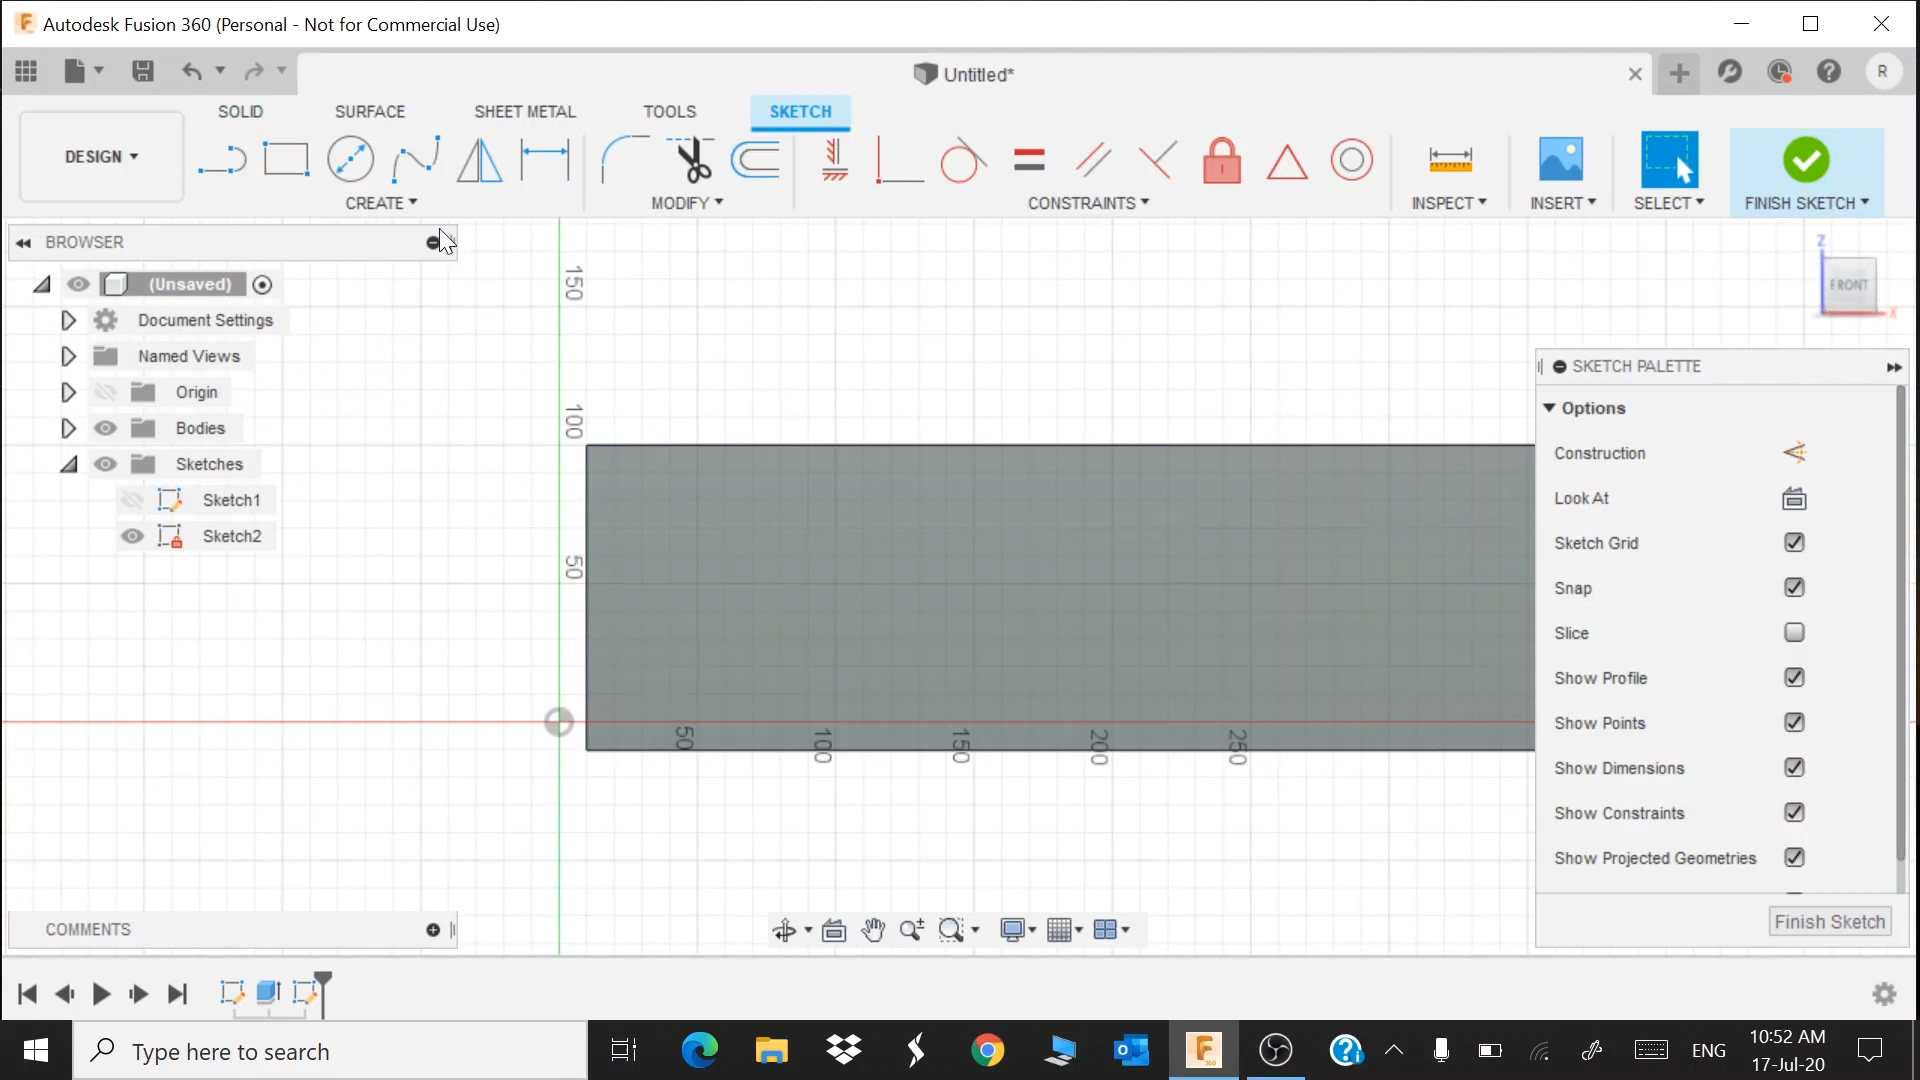 Autodesk Fusion 360 (Personal - Not for Commercial Use)
Untitled*
R
SOLID
SURFACE
SHEET METAL
TOOLS
SKETCH
DESIGN
CREATE
MODIFY
CONSTRAINTS
INSPECT
INSERT
SELECT
FINISH SKETCH
BROWSER
(Unsaved)
Document Settings
Named Views
Origin
Bodies
Sketches
Sketch1
Sketch2
150
100
50
50
100
150
200
250
Z
FRONT
X
SKETCH PALETTE
Options
Construction
Look At
Sketch Grid
Snap
Slice
Show Profile
Show Points
Show Dimensions
Show Constraints
Show Projected Geometries
Finish Sketch
COMMENTS
Type here to search
ENG
10:52 AM
17-Jul-20